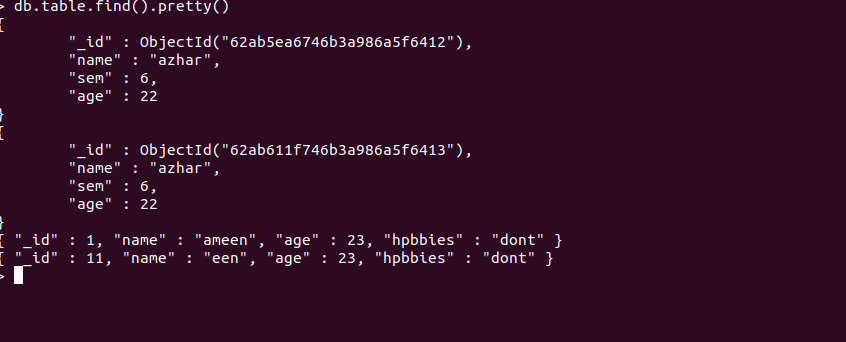 > db.table.find().pretty()
{
        "_id" : ObjectId("62ab5ea6746b3a986a5f6412"),
        "name" : "azhar",
        "sem" : 6,
        "age" : 22
}
{
        "_id" : ObjectId("62ab611f746b3a986a5f6413"),
        "name" : "azhar",
        "sem" : 6,
        "age" : 22
}
{ "_id" : 1, "name" : "ameen", "age" : 23, "hpbbies" : "dont" }
{ "_id" : 11, "name" : "een", "age" : 23, "hpbbies" : "dont" }
>